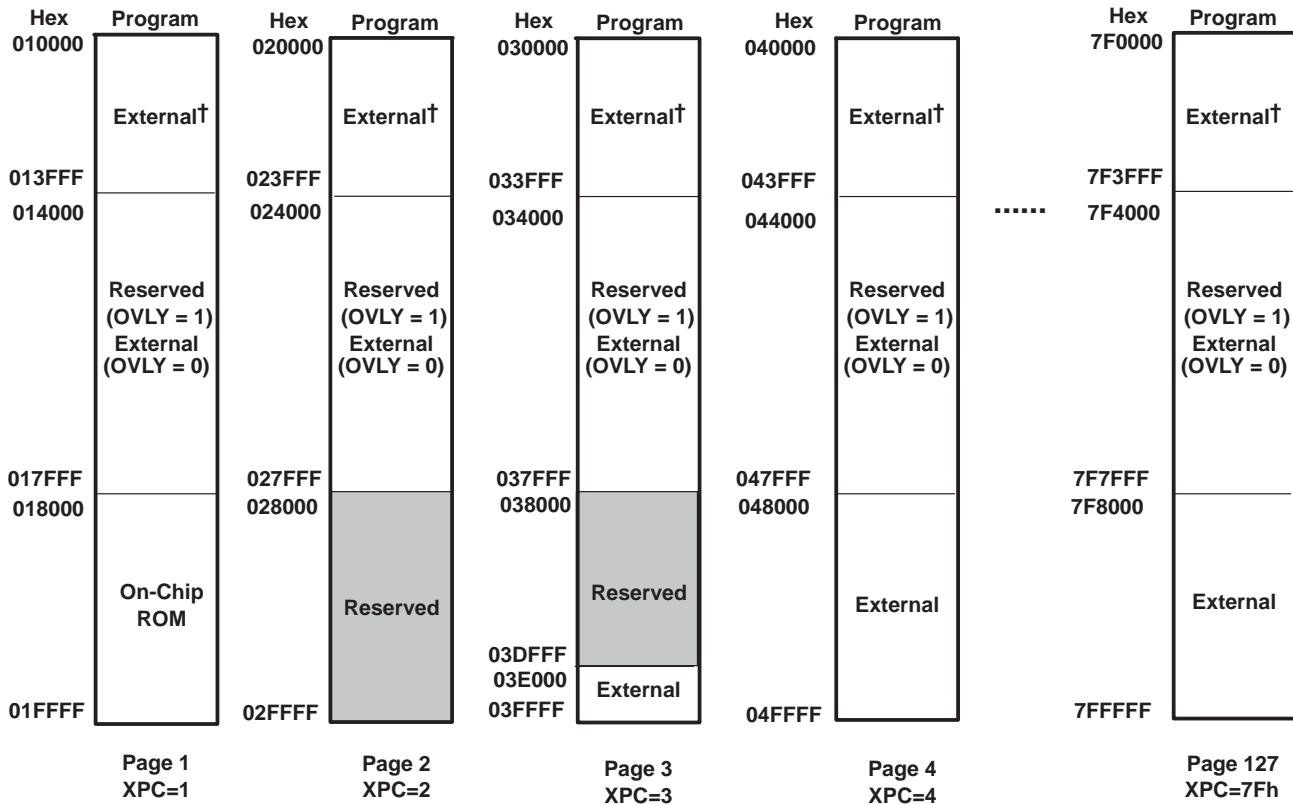 Hex Program
010000
External†
013FFF
014000
Reserved
(OVLY = 1)
External
(OVLY = 0)
017FFF
018000
On-Chip
ROM
01FFFF
Page 1
XPC=1
Hex Program
020000
External†
023FFF
024000
Reserved
(OVLY = 1)
External
(OVLY = 0)
027FFF
028000
Reserved
02FFFF
Page 2
XPC=2
Hex Program
030000
External†
033FFF
034000
Reserved
(OVLY = 1)
External
(OVLY = 0)
037FFF
038000
Reserved
03DFFF
03E000
External
03FFFF
Page 3
XPC=3
Hex Program
040000
External†
043FFF
044000
Reserved
(OVLY = 1)
External
(OVLY = 0)
047FFF
048000
External
04FFFF
Page 4
XPC=4
......
Hex Program
7F0000
External†
7F3FFF
7F4000
Reserved
(OVLY = 1)
External
(OVLY = 0)
7F7FFF
7F8000
External
7FFFFF
Page 127
XPC=7Fh